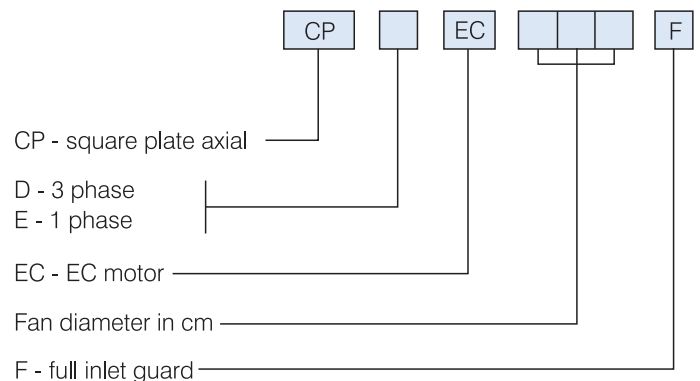 CP EC F
CP - square plate axial
D - 3 phase
E - 1 phase
EC - EC motor
Fan diameter in cm
F - full inlet guard